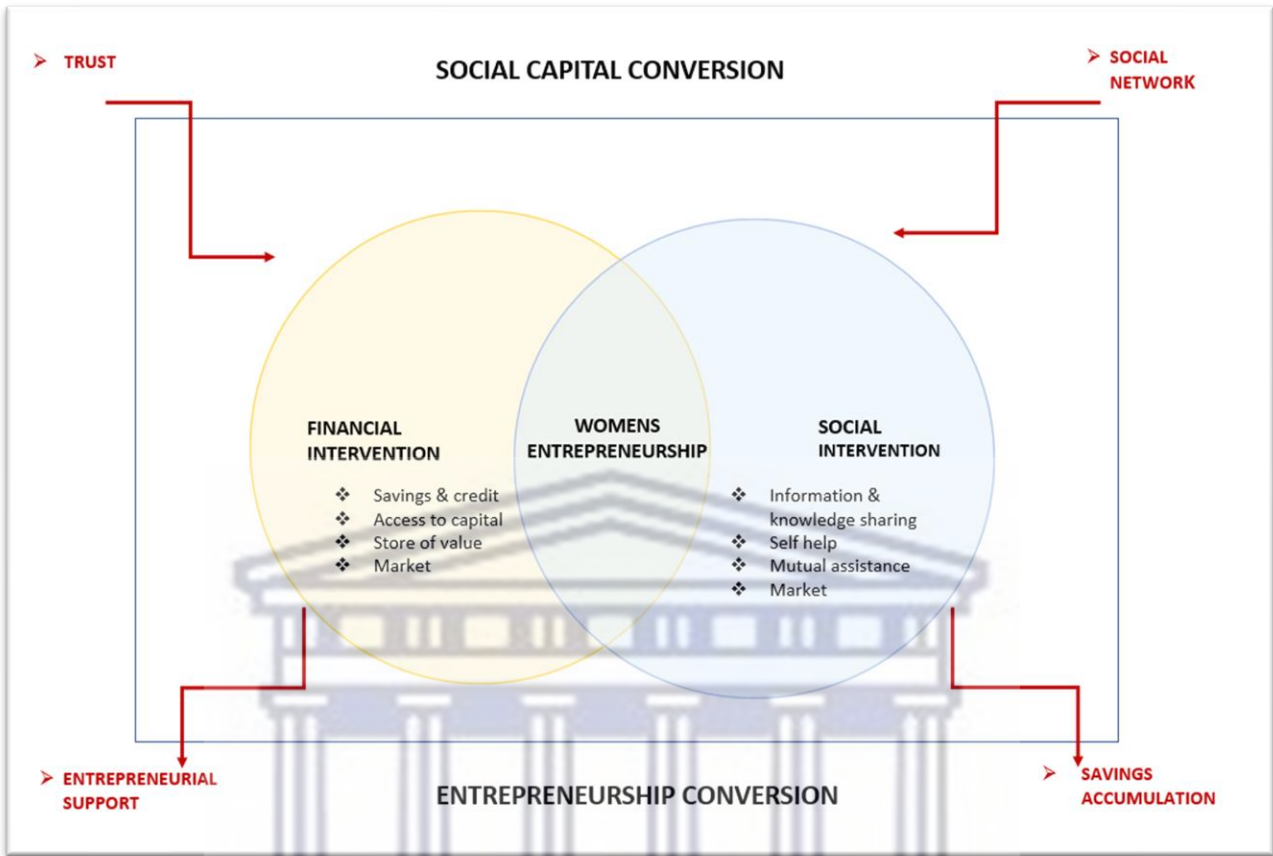 ➢ TRUST
SOCIAL CAPITAL CONVERSION
➢ SOCIAL
NETWORK
FINANCIAL
INTERVENTION
❖ Savings & credit
❖ Access to capital
❖ Store of value
❖ Market
WOMENS
ENTREPRENEURSHIP
SOCIAL
INTERVENTION
❖ Information &
knowledge sharing
❖ Self help
❖ Mutual assistance
❖ Market
➢ ENTREPRENEURIAL
SUPPORT
ENTREPRENEURSHIP CONVERSION
➢ SAVINGS
ACCUMULATION